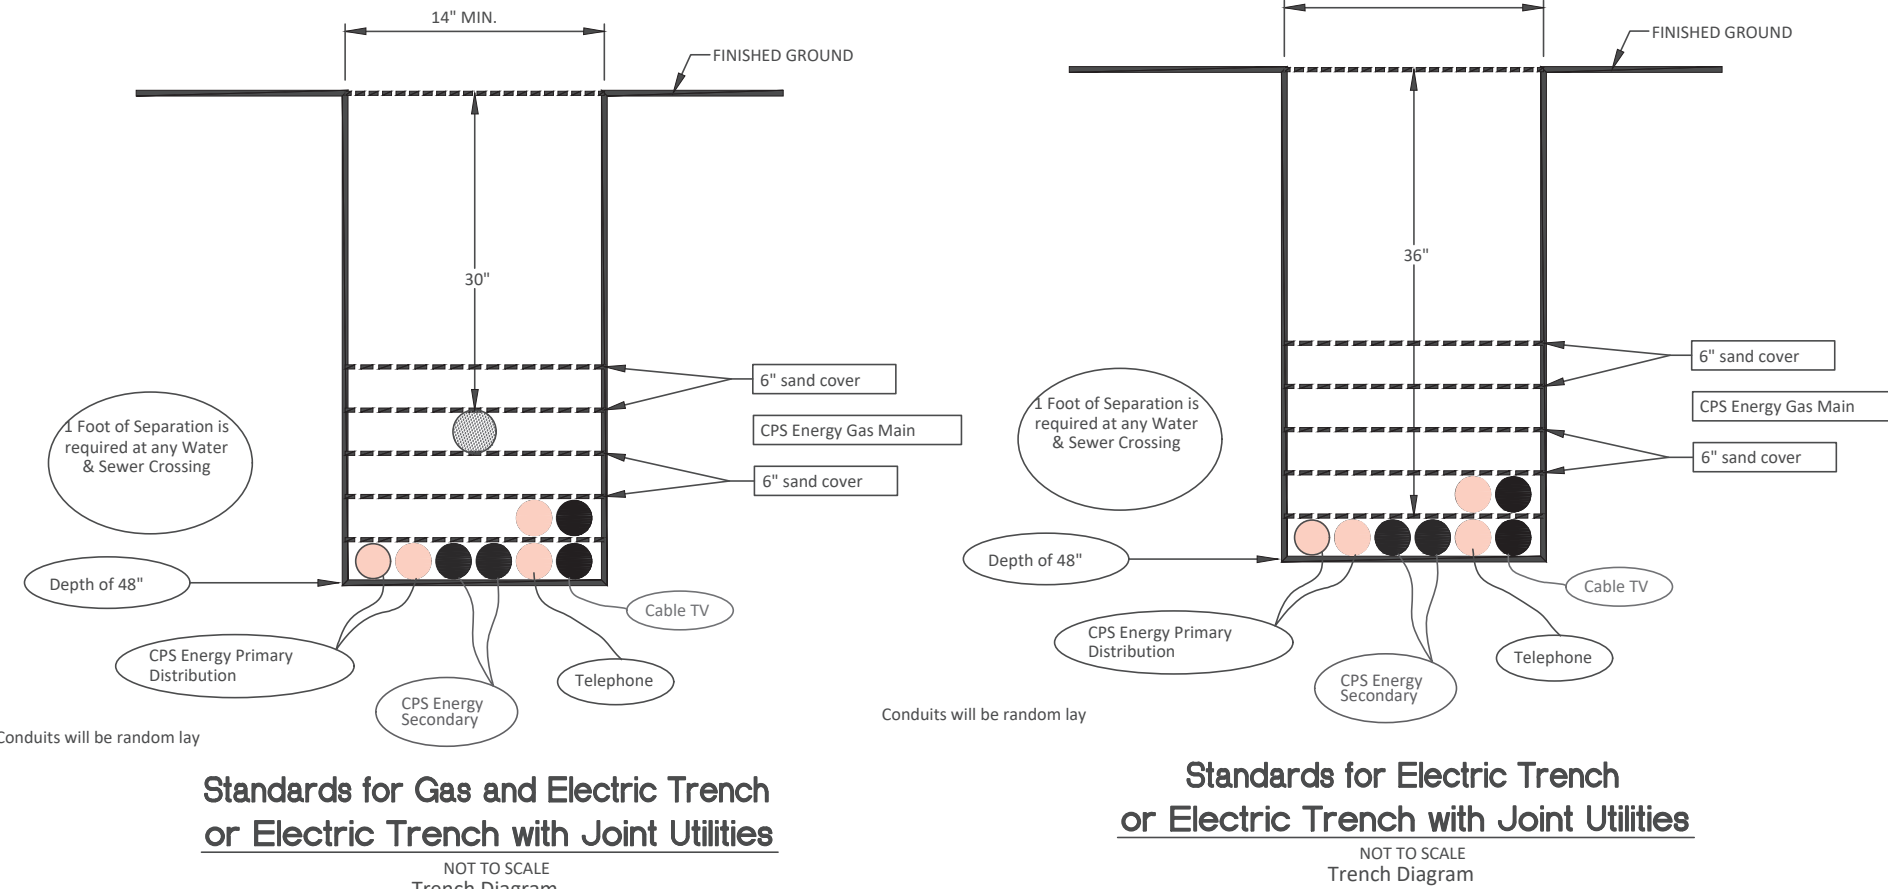 14" MIN.
FINISHED GROUND
30"
6" sand cover
CPS Energy Gas Main
6" sand cover
1 Foot of Separation is
required at any Water
& Sewer Crossing
Depth of 48"
Cable TV
CPS Energy Primary
Distribution
Telephone
CPS Energy
Secondary
Conduits will be random lay
Standards for Gas and Electric Trench
or Electric Trench with Joint Utilities
NOT TO SCALE
Trench Diagram
FINISHED GROUND
36"
6" sand cover
CPS Energy Gas Main
6" sand cover
1 Foot of Separation is
required at any Water
& Sewer Crossing
Depth of 48"
Cable TV
CPS Energy Primary
Distribution
Telephone
CPS Energy
Secondary
Conduits will be random lay
Standards for Electric Trench
or Electric Trench with Joint Utilities
NOT TO SCALE
Trench Diagram